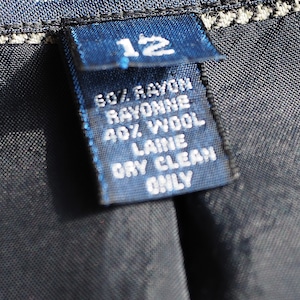 12
60% RAYON
RAYONNE
40% WOOL
LAINE
DRY CLEAN
ONLY